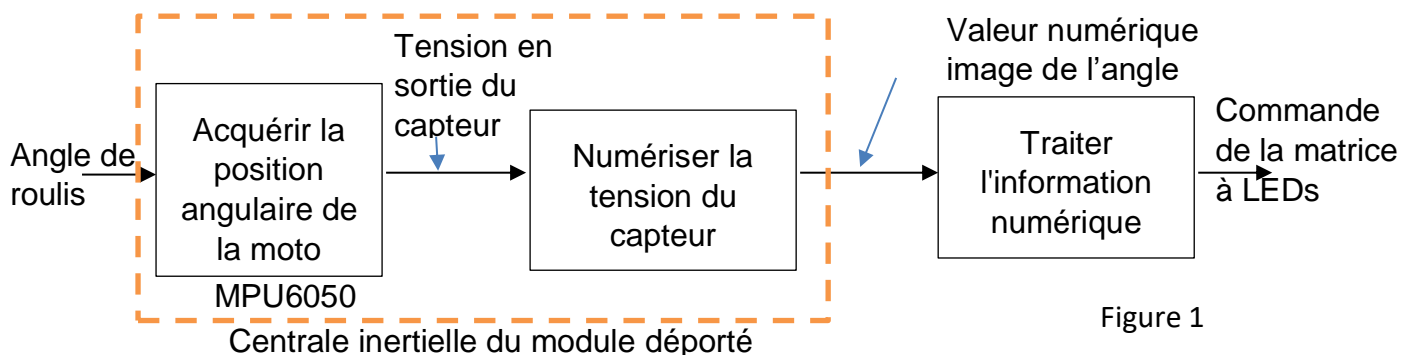 Angle de
roulis
Acquérir la
position
angulaire de
la moto
MPU6050
Tension en
sortie du
capteur
Numériser la
tension du
capteur
Centrale inertielle du module déporté
Valeur numérique
image de l'angle
Traiter
l'information
numérique
Commande
de la matrice
à LEDs
Figure 1